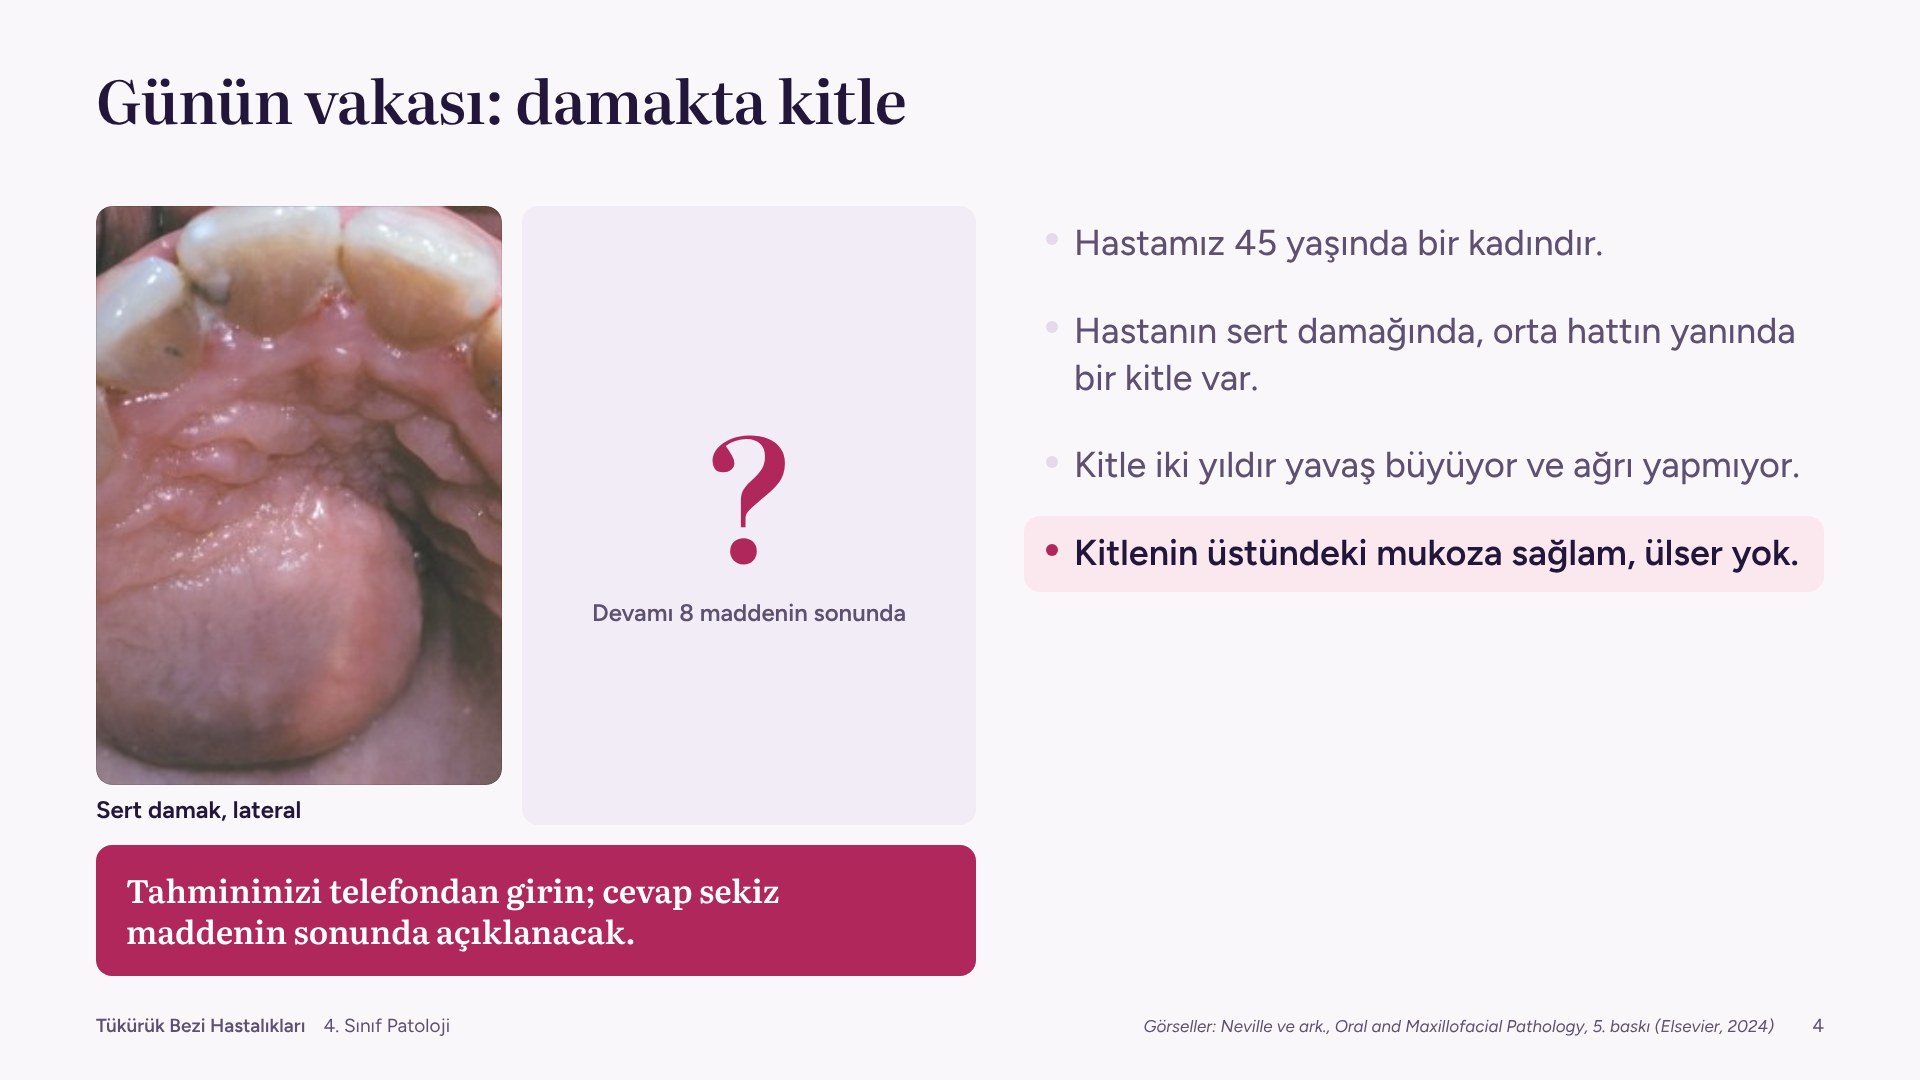 Günün vakası: damakta kitle
?
Devamı 8 maddenin sonunda
Sert damak, lateral
Tahmininizi telefondan girin; cevap sekiz
maddenin sonunda açıklanacak.
Hastamız 45 yaşında bir kadındır.
Hastanın sert damağında, orta hattın yanında
bir kitle var.
Kitle iki yıldır yavaş büyüyor ve ağrı yapmıyor.
Kitlenin üstündeki mukoza sağlam, ülser yok.
Tükürük Bezi Hastalıkları 4. Sınıf Patoloji
Görseller: Neville ve ark., Oral and Maxillofacial Pathology, 5. baskı (Elsevier, 2024) 4